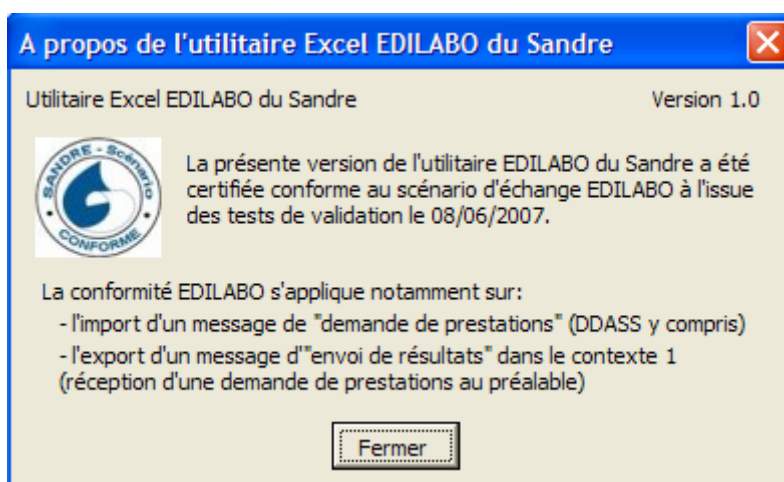 A propos de l'utilitaire Excel EDILABO du Sandre
Utilitaire Excel EDILABO du Sandre
Version 1.0
SANDRE - Scénario
CONFORME
La présente version de l'utilitaire EDILABO du Sandre a été
certifiée conforme au scénario d'échange EDILABO à l'issue
des tests de validation le 08/06/2007.
La conformité EDILABO s'applique notamment sur:
- l'import d'un message de "demande de prestations" (DDASS y compris)
- l'export d'un message d'"envoi de résultats" dans le contexte 1
(réception d'une demande de prestations au préalable)
Fermer